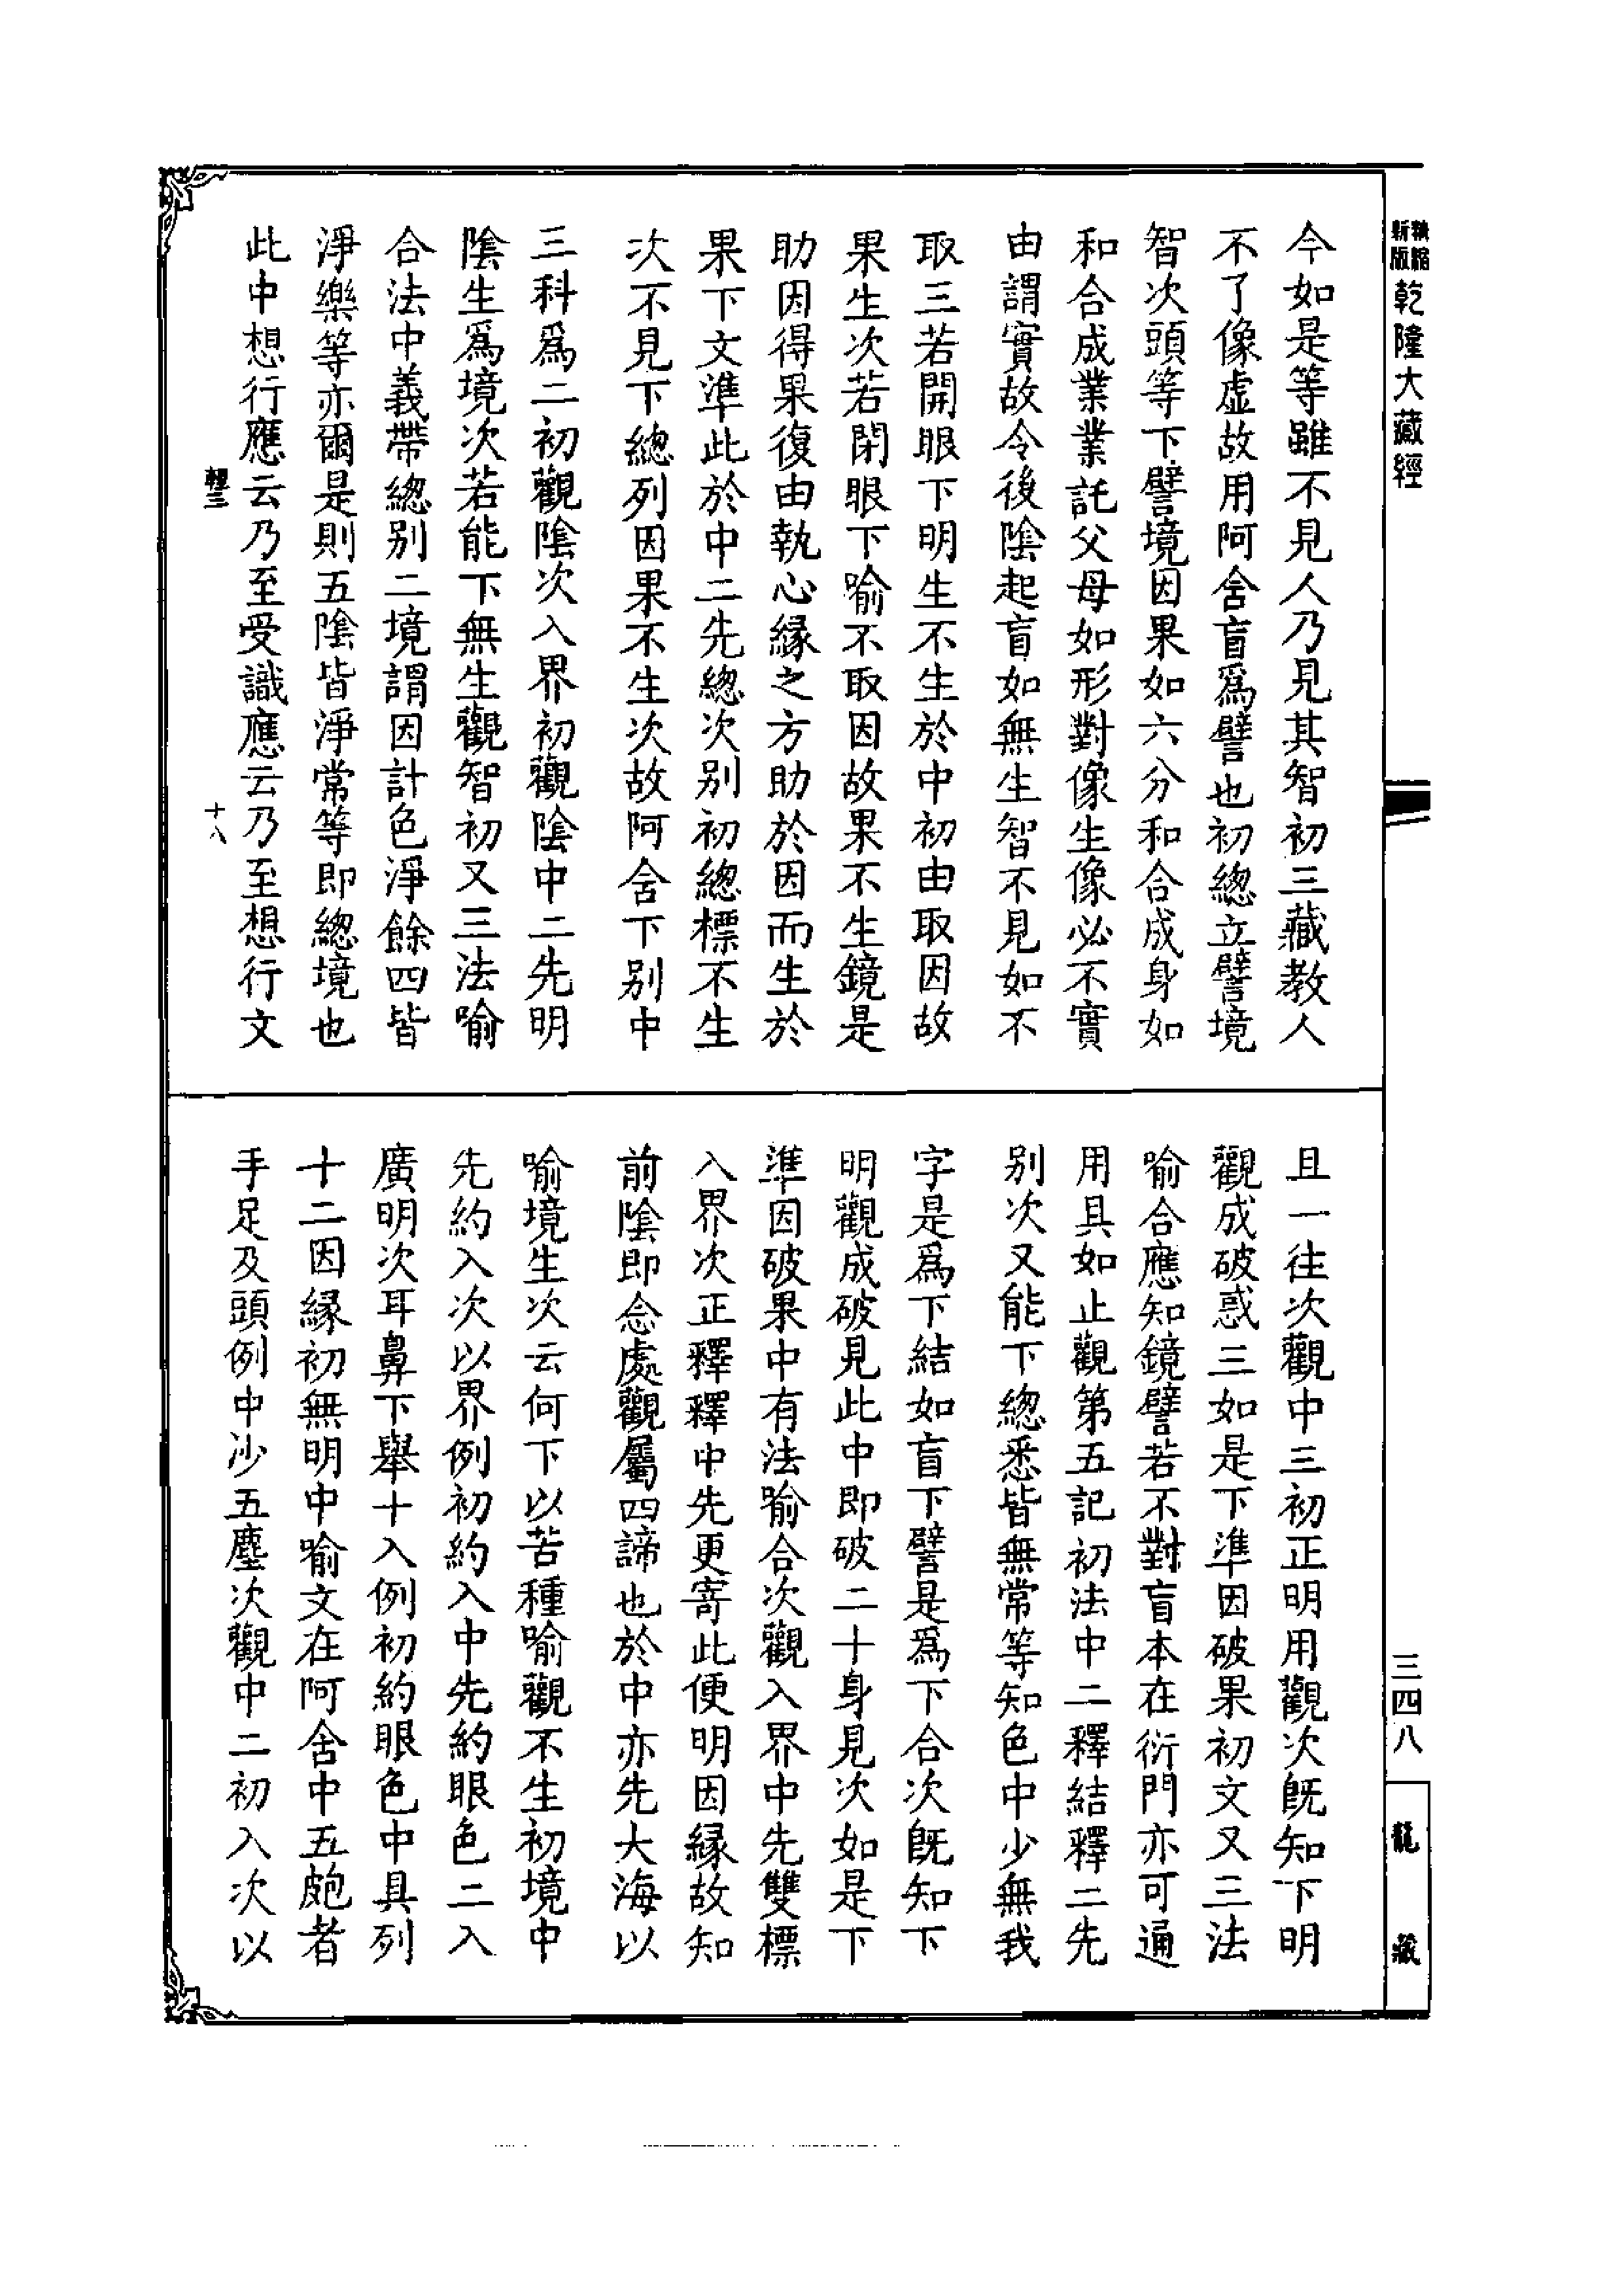 新版
精縮
乾隆大藏經
三四八
龍藏
今如是等雖不見人乃見其智初三藏教人
不了像虛故用阿含盲爲譬也初總立譬境
智次頭等下譬境因果如六分和合成身如
和合成業業託父母如形對像生像必不實
由謂實故令後陰起盲如無生智不見如不
取三若開眼下明生不生於中初由取因故
果生次若閉眼下喻不取因故果不生鏡是
助因得果復由執心緣之方助於因而生於
果下文準此於中二先總次別初總標不生
次不見下總列因果不生次故阿含下別中
三科爲二初觀陰次入界初觀陰中二先明
陰生爲境次若能下無生觀智初又三法喻
合法中義帶總別二境謂因計色淨餘四皆
淨樂等亦爾是則五陰皆淨常等即總境也
此中想行應云乃至受識應云乃至想行文
十八
且一往次觀中三初正明用觀次既知下明
觀成破惑三如是下準因破果初文又三法
喻合應知鏡譬若不對盲本在衍門亦可通
用具如止觀第五記初法中二釋結釋二先
別次又能下總悉皆無常等知色中少無我
字是爲下結如盲下譬是爲下合次既知下
明觀成破見此中即破二十身見次如是下
準因破果中有法喻合次觀入界中先雙標
入界次正釋釋中先更寄此便明因緣故知
前陰即念處觀屬四諦也於中亦先大海以
喻境生次云何下以苦種喻觀不生初境中
先約入次以界例初約入中先約眼色二入
廣明次耳鼻下舉十入例初約眼色中具列
十二因緣初無明中喻文在阿含中五皰者
手足及頭例中沙五塵次觀中二初入次以